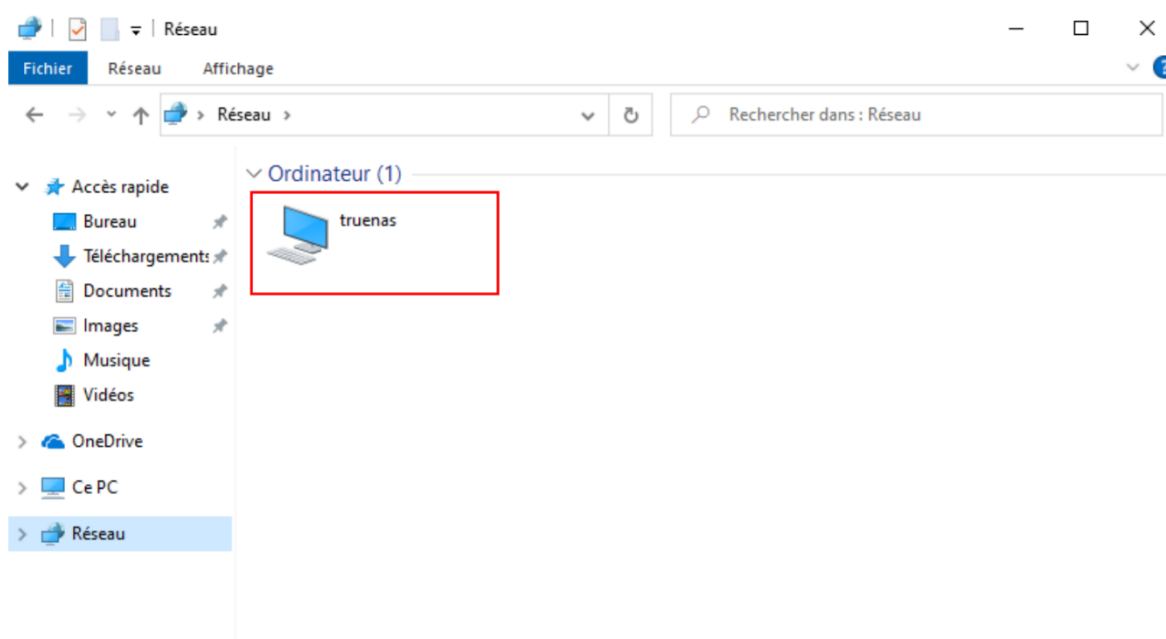 Réseau
Fichier Réseau Affichage
Réseau
Rechercher dans : Réseau
Accès rapide
Bureau
Téléchargements
Documents
Images
Musique
Vidéos
OneDrive
Ce PC
Réseau
Ordinateur (1)
truenas